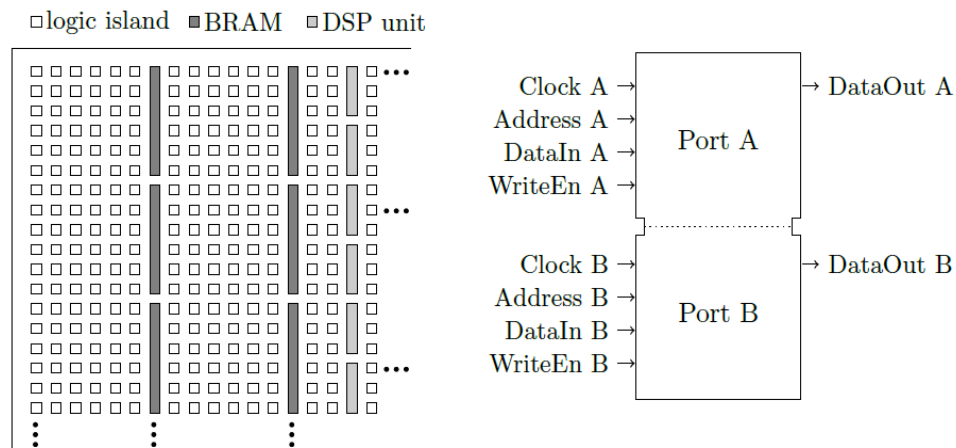 logic island BRAM DSP unit
Clock A
Address A
DataIn A
WriteEn A
Port A
DataOut A
Clock B
Address B
DataIn B
WriteEn B
Port B
DataOut B